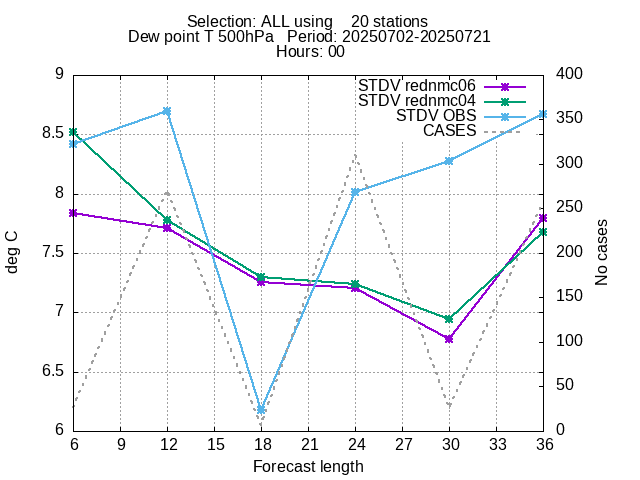 Selection: ALL using    20 stations
Dew point T 500hPa   Period: 20250702-20250721
Hours: 00
STDV rednmc06
STDV rednmc04
STDV OBS
CASES
deg C
9
8.5
8
7.5
7
6.5
6
No cases
400
350
300
250
200
150
100
50
0
6 9 12 15 18 21 24 27 30 33 36
Forecast length